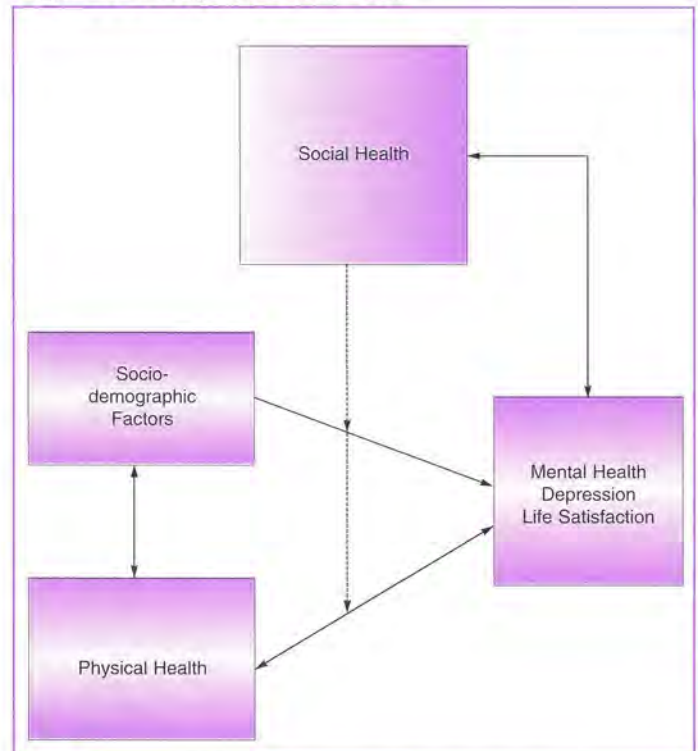 Social Health
Socio-
demographic
Factors
Mental Health
Depression
Life Satisfaction
Physical Health